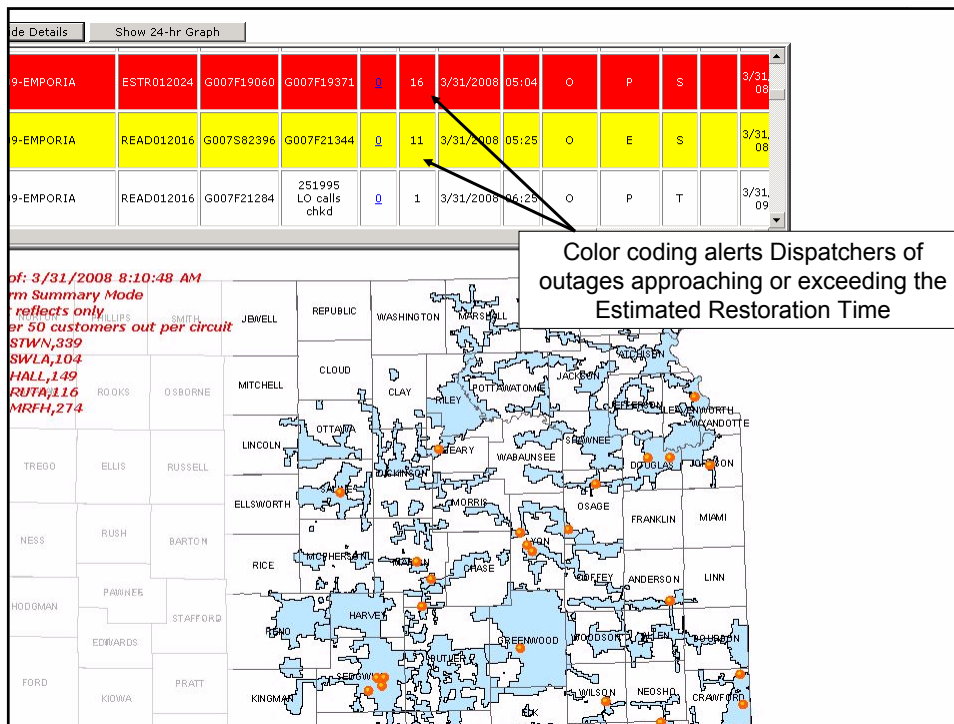 ide Details Show 24-hr Graph
09-EMPORIA ESTR012024 G007F19060 G007F19371 0 16 3/31/2008 05:04 O P S 3/31/ 08
09-EMPORIA READ012016 G007S82396 G007F21344 0 11 3/31/2008 05:25 O E S 3/31/ 08
09-EMPORIA READ012016 G007F21284 251995 LO calls chkd 0 1 3/31/2008 06:25 O P T 3/31/ 09
Color coding alerts Dispatchers of
outages approaching or exceeding the
Estimated Restoration Time
of: 3/31/2008 8:10:48 AM
rm Summary Mode
reflects only
er 50 customers out per circuit
STWN,339
SWLA,104
HALL,149
RUTA,116
MRFH,274
NORTON PHILLIPS SMITH JEWELL REPUBLIC WASHINGTON MARSHALL
ATCHISON
ROOKS OSBORNE MITCHELL CLOUD CLAY RILEY POTTAWATOMIE JACKSON JEFFERSON LEAVENWORTH
WYANDOTTE
TREGO ELLIS RUSSELL LINCOLN OTTAWA DICKINSON GEARY WABAUNSEE SHAWNEE DOUGLAS JOHNSON
ELLSWORTH SALINE MORRIS OSAGE FRANKLIN MIAMI
NESS RUSH BARTON RICE MCPHERSON MARION CHASE LYON COFFEY ANDERSON LINN
HODGMAN PAWNEE STAFFORD RENO HARVEY GREENWOOD WOODSON ALLEN BOURBON
EDWARDS
FORD KIOWA PRATT KINGMAN SEDGWICK BUTLER ELK WILSON NEOSHO CRAWFORD